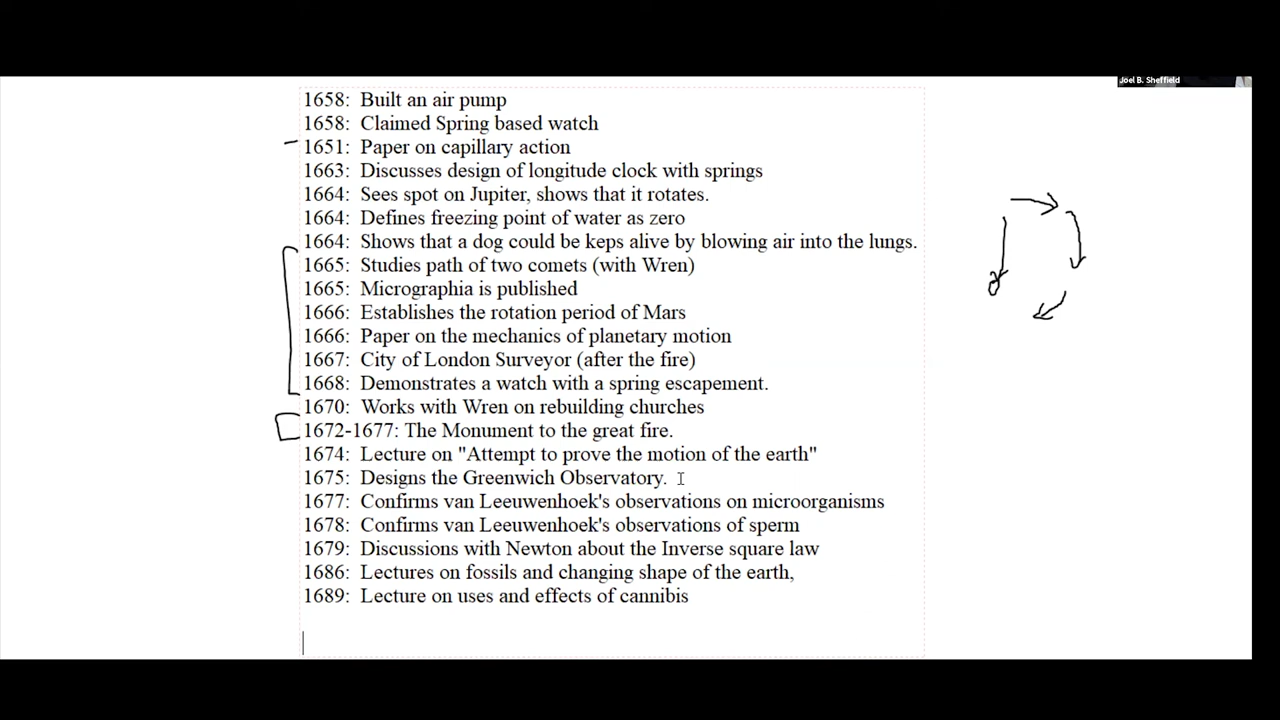 Joel B. Sheffield
1658: Built an air pump
1658: Claimed Spring based watch
1651: Paper on capillary action
1663: Discusses design of longitude clock with springs
1664: Sees spot on Jupiter, shows that it rotates.
1664: Defines freezing point of water as zero
1664: Shows that a dog could be keps alive by blowing air into the lungs.
1665: Studies path of two comets (with Wren)
1665: Micrographia is published
1666: Establishes the rotation period of Mars
1666: Paper on the mechanics of planetary motion
1667: City of London Surveyor (after the fire)
1668: Demonstrates a watch with a spring escapement.
1670: Works with Wren on rebuilding churches
1672-1677: The Monument to the great fire.
1674: Lecture on "Attempt to prove the motion of the earth"
1675: Designs the Greenwich Observatory.
1677: Confirms van Leeuwenhoek's observations on microorganisms
1678: Confirms van Leeuwenhoek's observations of sperm
1679: Discussions with Newton about the Inverse square law
1686: Lectures on fossils and changing shape of the earth,
1689: Lecture on uses and effects of cannibis